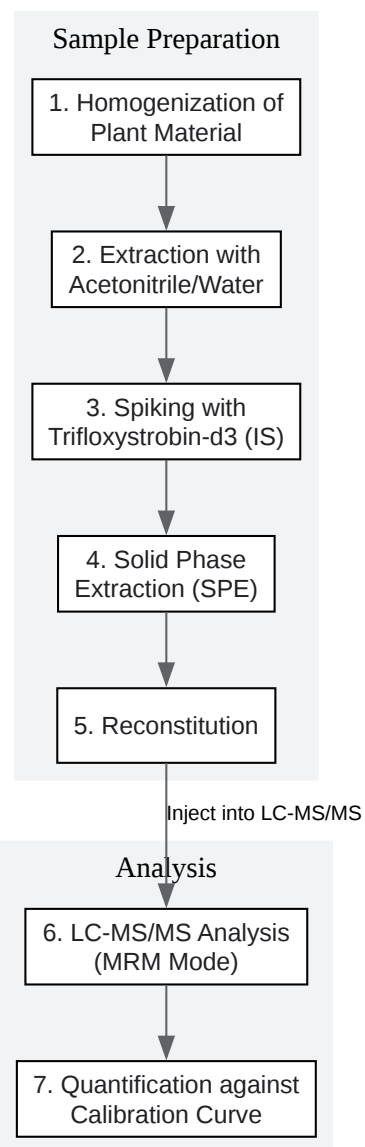 Sample Preparation
1. Homogenization of
Plant Material
2. Extraction with
Acetonitrile/Water
3. Spiking with
Trifloxystrobin-d3 (IS)
4. Solid Phase
Extraction (SPE)
5. Reconstitution
Inject into LC-MS/MS
Analysis
6. LC-MS/MS Analysis
(MRM Mode)
7. Quantification against
Calibration Curve